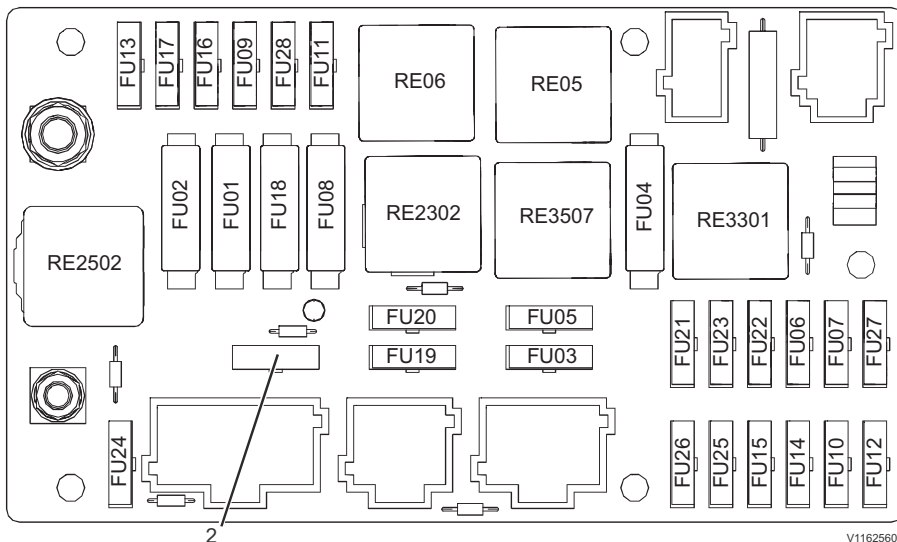 FU13 FU17 FU16 FU09 FU28 FU11
RE06 RE05
FU02 FU01 FU18 FU08 FU04
RE2502 RE2302 RE3507 RE3301
FU20 FU05
FU19 FU03
FU21 FU23 FU22 FU06 FU07 FU27
FU24
FU26 FU25 FU15 FU14 FU10 FU12
2
V1162560